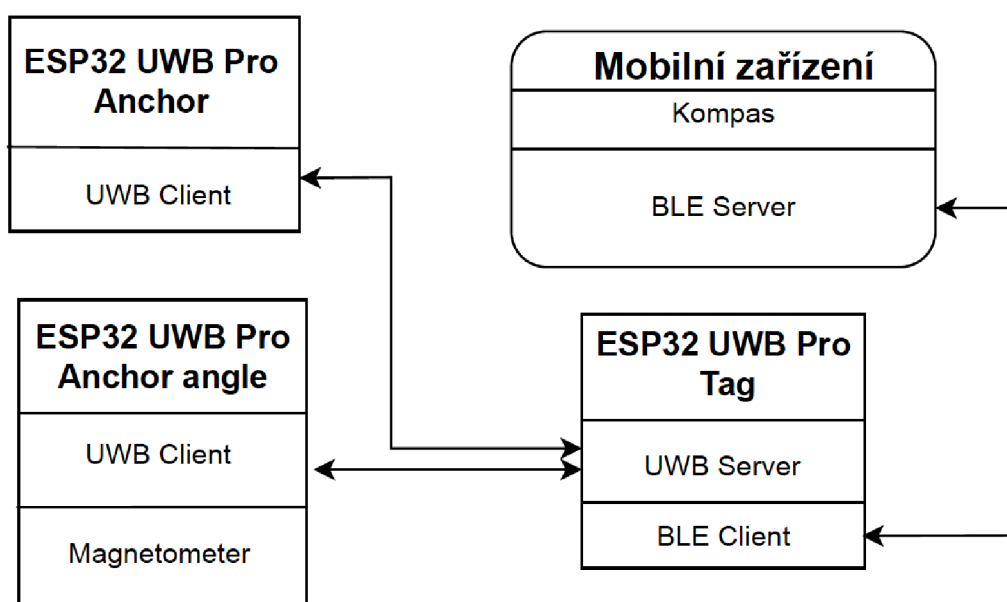 ESP32 UWB Pro
Anchor
UWB Client
Mobilní zařízení
Kompas
BLE Server
ESP32 UWB Pro
Anchor angle
UWB Client
Magnetometer
ESP32 UWB Pro
Tag
UWB Server
BLE Client